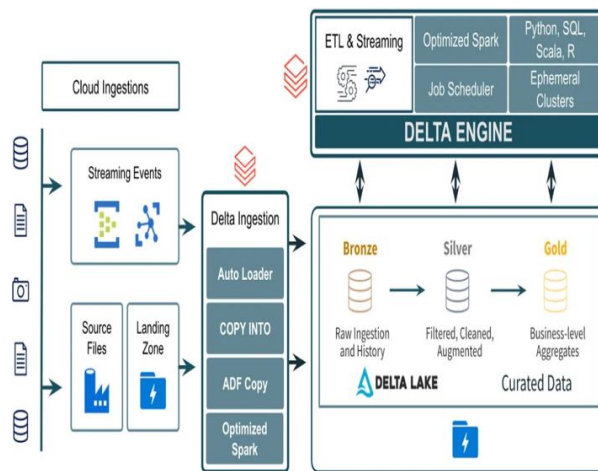 Cloud Ingestions
Streaming Events
Source
Files
Landing
Zone
Delta Ingestion
Auto Loader
COPY INTO
ADF Copy
Optimized
Spark
ETL & Streaming
Optimized Spark
Python, SQL,
Scala, R
Job Scheduler
Ephemeral
Clusters
DELTA ENGINE
Bronze
Silver
Gold
Raw Ingestion
and History
Filtered, Cleaned,
Augmented
Business-level
Aggregates
DELTA LAKE
Curated Data